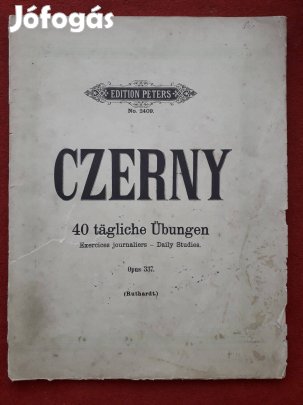 Jófogás
EDITION PETERS
No. 2409.
CZERNY
40 tägliche Übungen
Exercices journaliers – Daily Studies.
Opus 337.
(Ruthardt.)